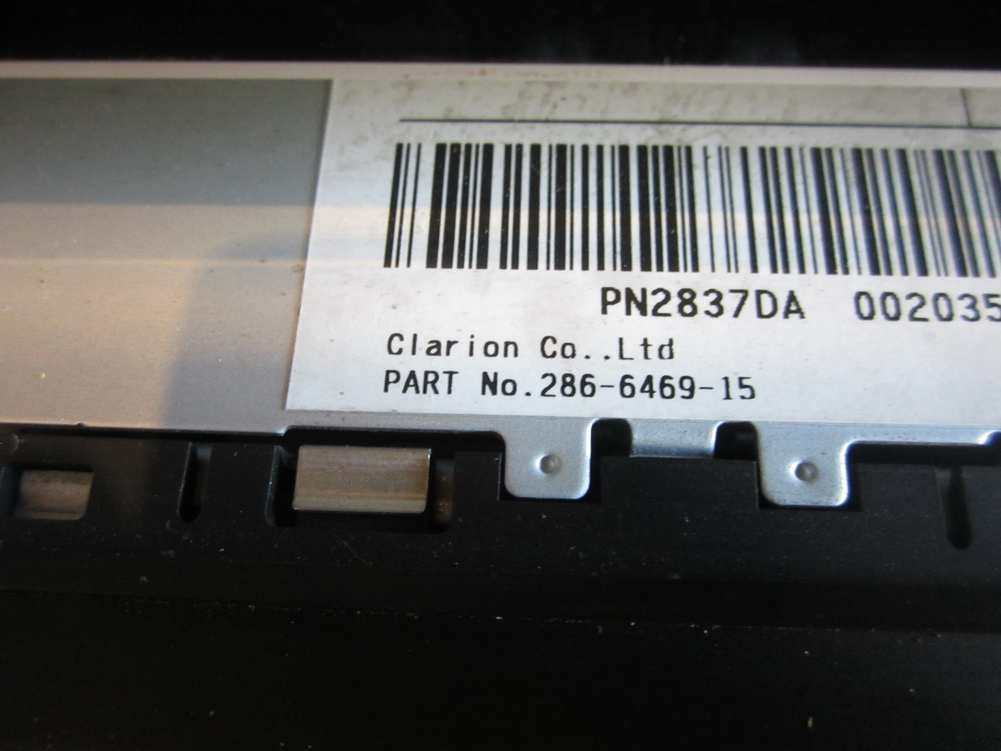 PN2837DA 002035
Clarion Co.,Ltd
PART No.286-6469-15